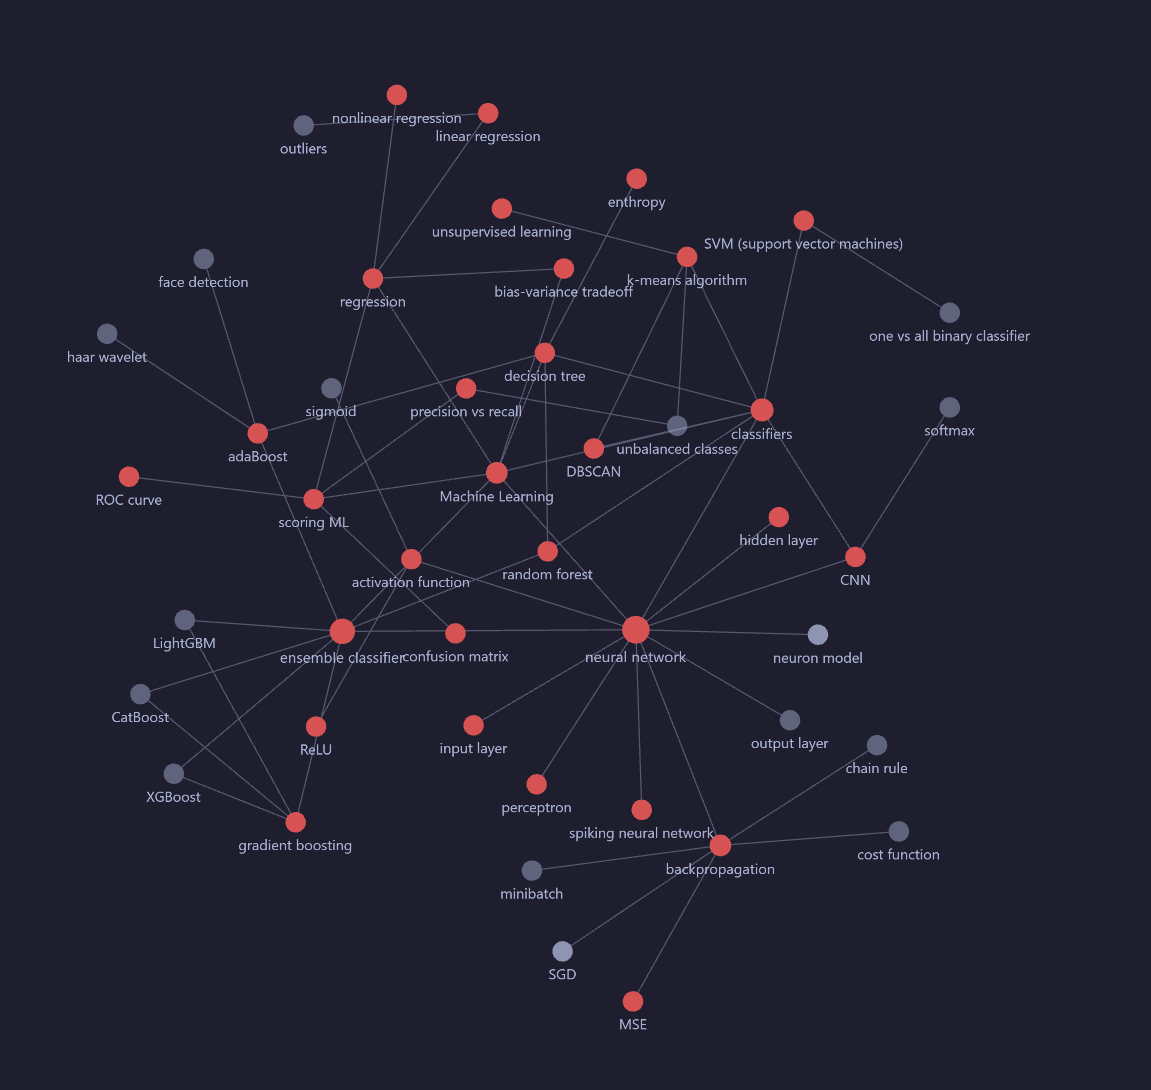 nonlinear regression
linear regression
outliers
enthropy
unsupervised learning
SVM (support vector machines)
face detection
k-means algorithm
bias-variance tradeoff
regression
one vs all binary classifier
haar wavelet
decision tree
sigmoid
precision vs recall
softmax
classifiers
unbalanced classes
adaBoost
DBSCAN
Machine Learning
ROC curve
scoring ML
hidden layer
random forest
CNN
activation function
LightGBM
ensemble classifier
confusion matrix
neural network
neuron model
CatBoost
output layer
ReLU
input layer
chain rule
XGBoost
perceptron
spiking neural network
gradient boosting
cost function
backpropagation
minibatch
SGD
MSE